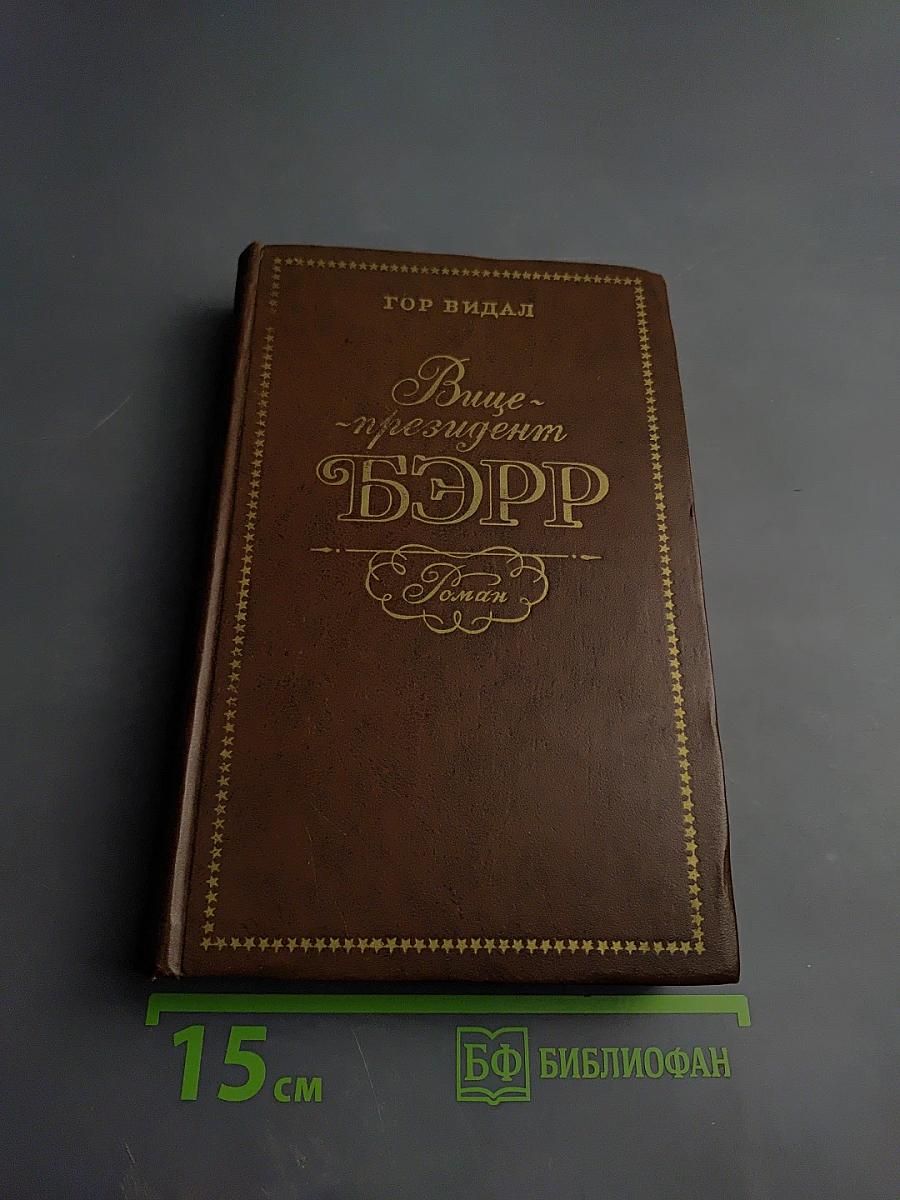 ГОР ВИДАЛ
Вице-
-президент
БЭРР
Роман
15 см
БФ БИБЛИОФАН